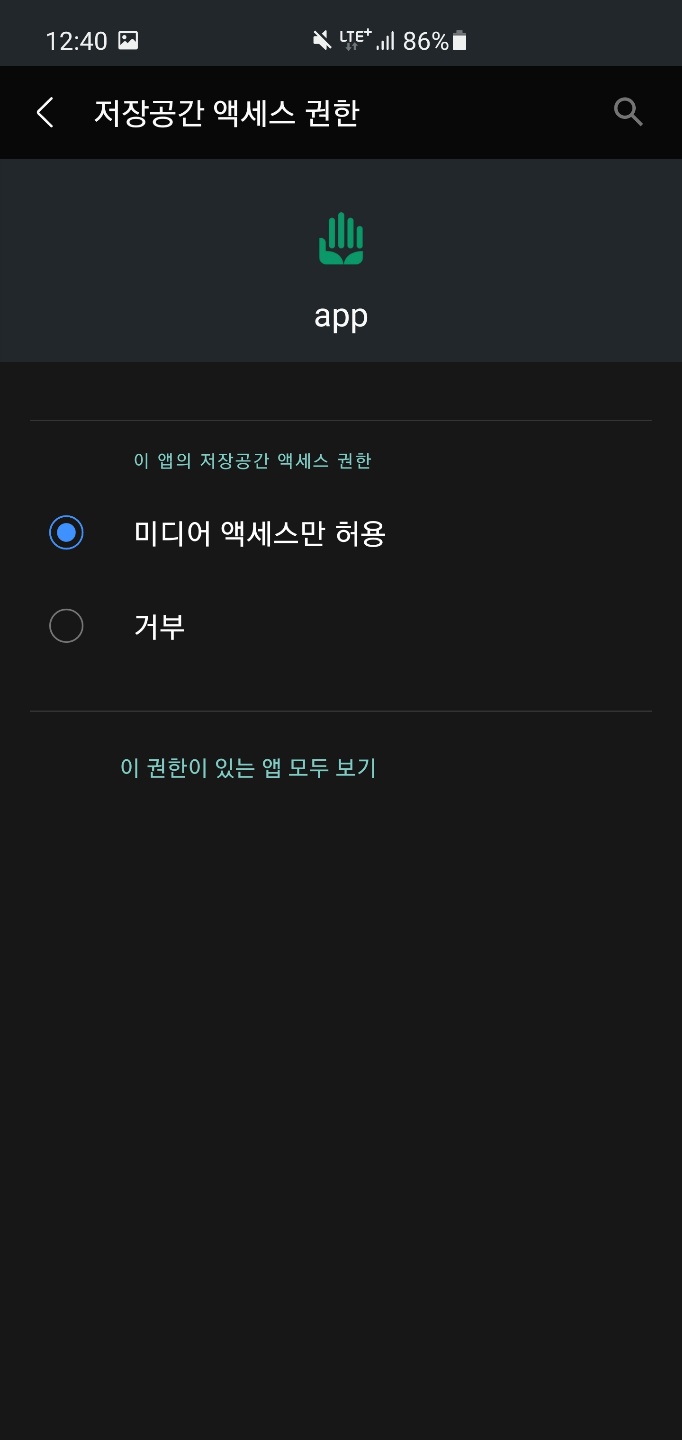 12:40 LTE+ 86%
저장공간 액세스 권한
app
이 앱의 저장공간 액세스 권한
미디어 액세스만 허용
거부
이 권한이 있는 앱 모두 보기